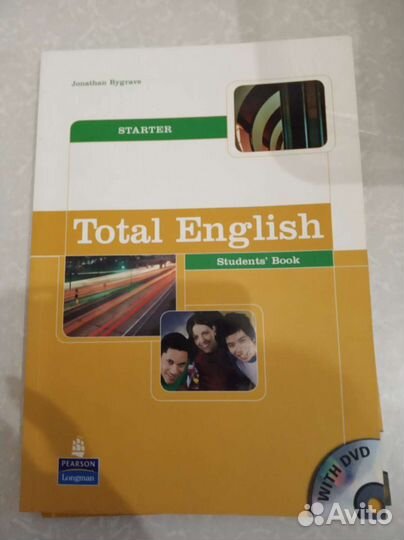 Jonathan Bygrave
STARTER
Total English
Students' Book
WITH DVD
PEARSON
Longman
Avito